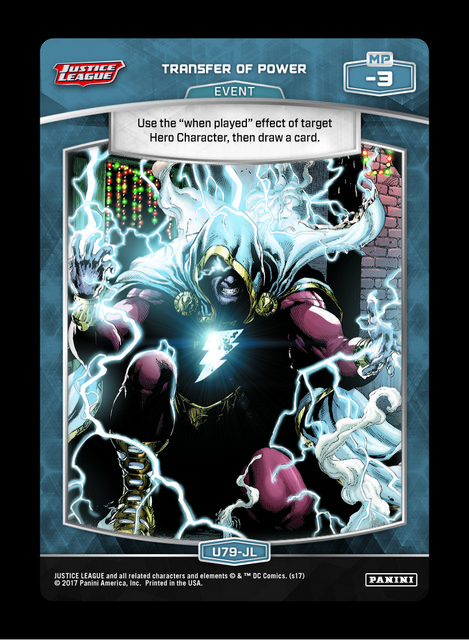 JUSTICE
LEAGUE
TRANSFER OF POWER
MP
-3
EVENT
Use the “when played” effect of target
Hero Character, then draw a card.
U79-JL
JUSTICE LEAGUE and all related characters and elements © & ™ DC Comics. (s17)
© 2017 Panini America, Inc. Printed in the USA.
PANINI